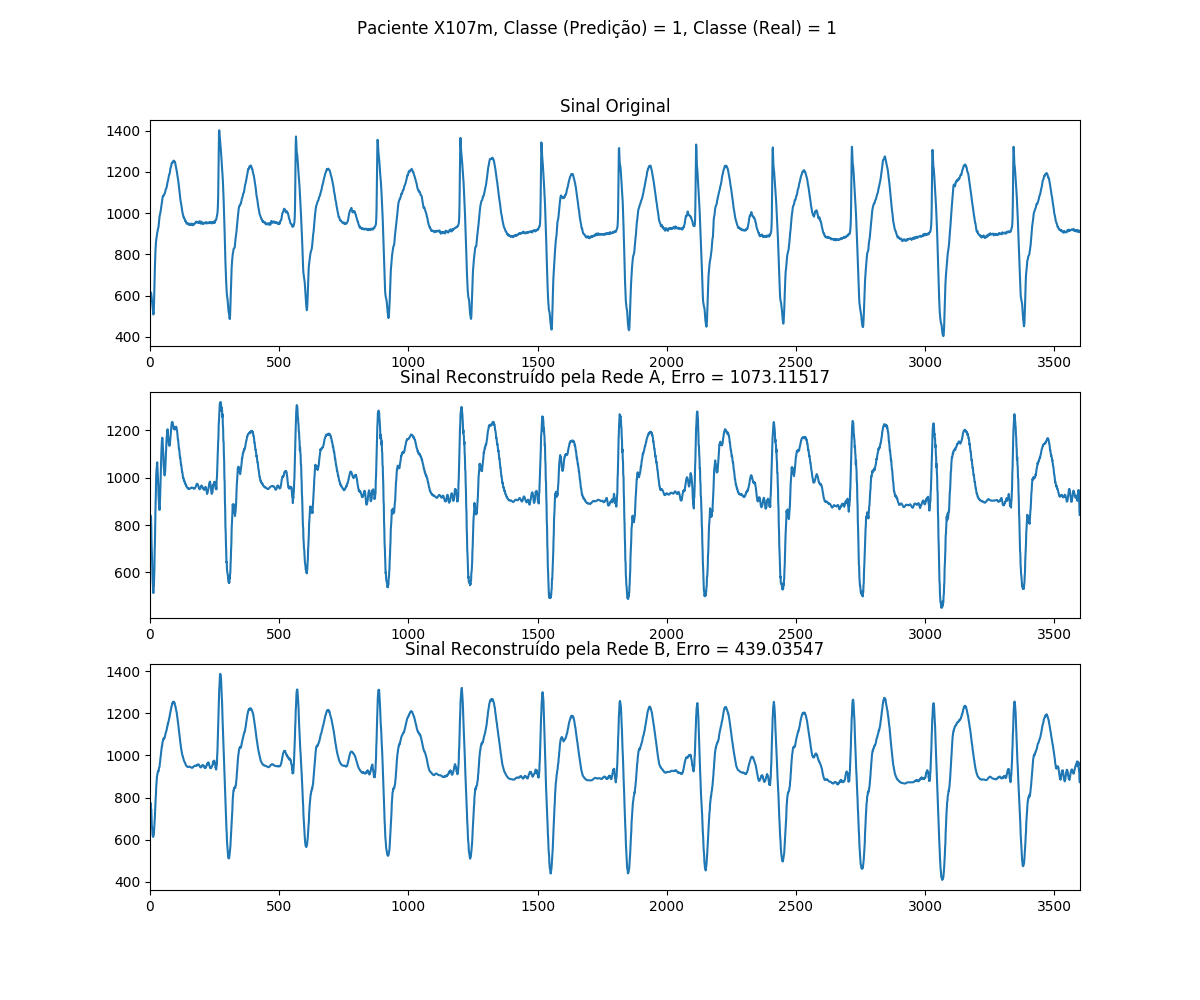 Paciente X107m, Classe (Predição) = 1, Classe (Real) = 1
Sinal Original
1400
1200
1000
800
600
400
0 500 1000 1500 2000 2500 3000 3500
Sinal Reconstruído pela Rede A, Erro = 1073.11517
1200
1000
800
600
0 500 1000 1500 2000 2500 3000 3500
Sinal Reconstruído pela Rede B, Erro = 439.03547
1400
1200
1000
800
600
400
0 500 1000 1500 2000 2500 3000 3500